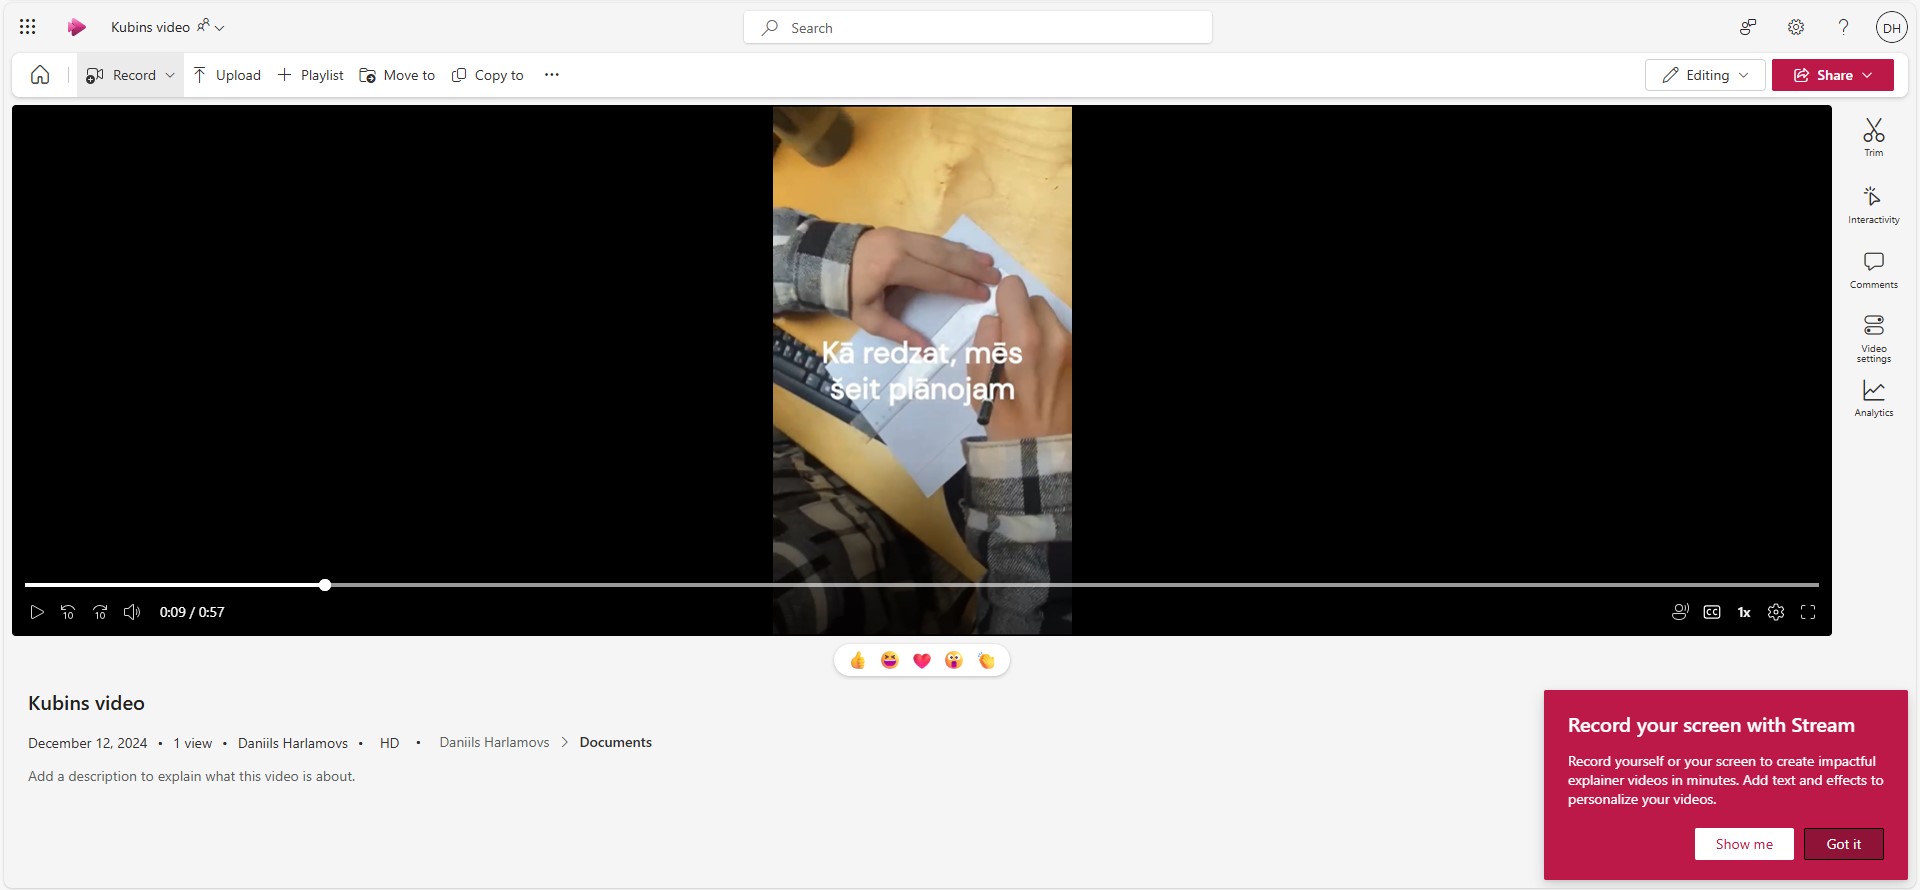 Kubins video
Search
DH
Record
Upload
Playlist
Move to
Copy to
Editing
Share
Trim
Interactivity
Comments
Video
settings
Analytics
Kā redzat, mēs
šeit plānojam
10
10
0:09 / 0:57
CC
1x
Kubins video
December 12, 2024 • 1 view • Daniils Harlamovs • HD • Daniils Harlamovs > Documents
Add a description to explain what this video is about.
Record your screen with Stream
Record yourself or your screen to create impactful
explainer videos in minutes. Add text and effects to
personalize your videos.
Show me
Got it